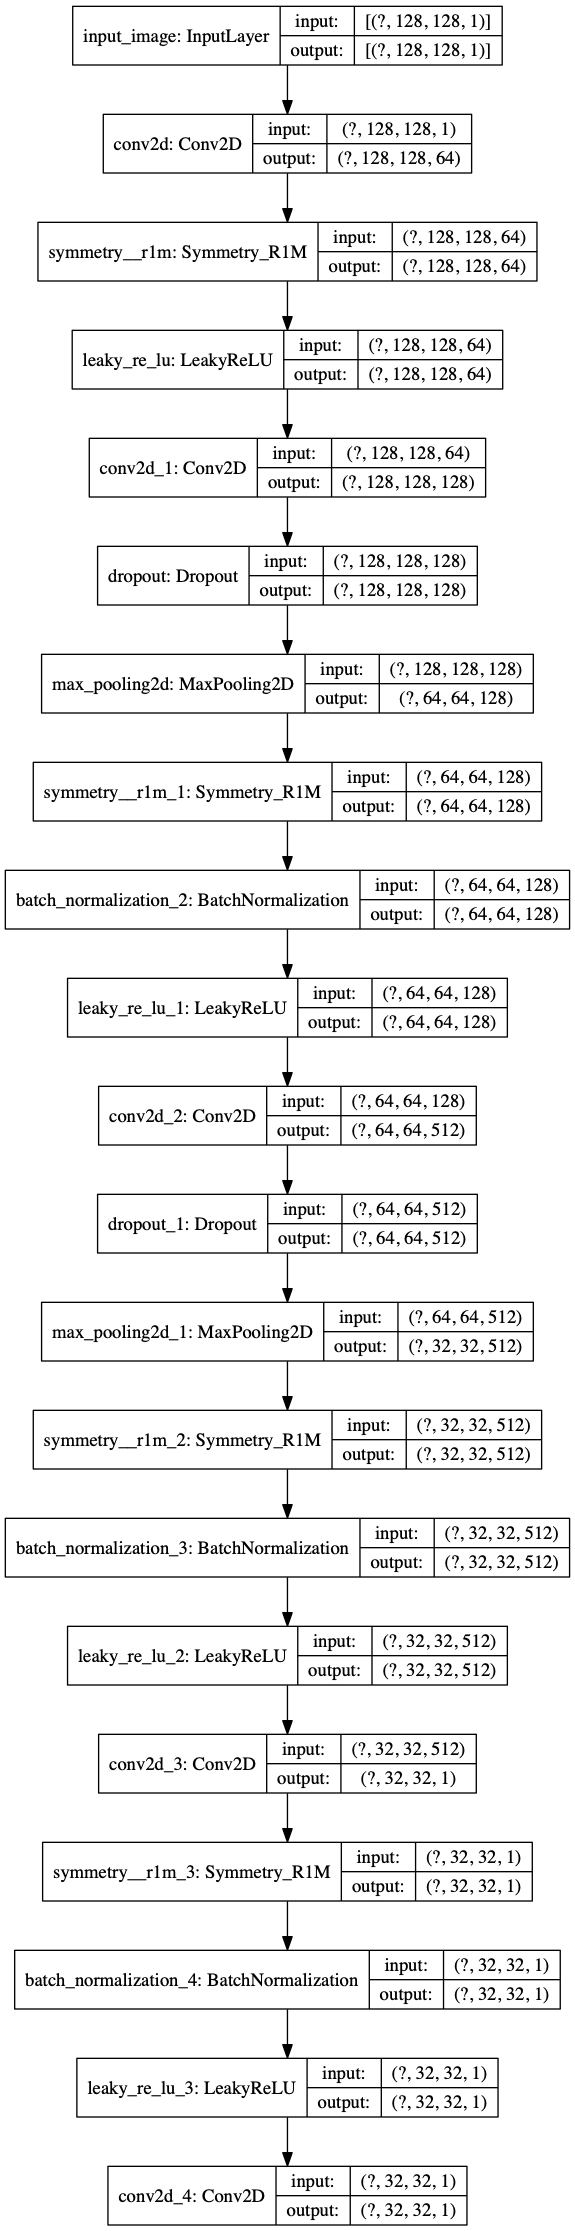 input_image: InputLayer
input: [(?, 128, 128, 1)]
output: [(?, 128, 128, 1)]
conv2d: Conv2D
input: (?, 128, 128, 1)
output: (?, 128, 128, 64)
symmetry__r1m: Symmetry_R1M
input: (?, 128, 128, 64)
output: (?, 128, 128, 64)
leaky_re_lu: LeakyReLU
input: (?, 128, 128, 64)
output: (?, 128, 128, 64)
conv2d_1: Conv2D
input: (?, 128, 128, 64)
output: (?, 128, 128, 128)
dropout: Dropout
input: (?, 128, 128, 128)
output: (?, 128, 128, 128)
max_pooling2d: MaxPooling2D
input: (?, 128, 128, 128)
output: (?, 64, 64, 128)
symmetry__r1m_1: Symmetry_R1M
input: (?, 64, 64, 128)
output: (?, 64, 64, 128)
batch_normalization_2: BatchNormalization
input: (?, 64, 64, 128)
output: (?, 64, 64, 128)
leaky_re_lu_1: LeakyReLU
input: (?, 64, 64, 128)
output: (?, 64, 64, 128)
conv2d_2: Conv2D
input: (?, 64, 64, 128)
output: (?, 64, 64, 512)
dropout_1: Dropout
input: (?, 64, 64, 512)
output: (?, 64, 64, 512)
max_pooling2d_1: MaxPooling2D
input: (?, 64, 64, 512)
output: (?, 32, 32, 512)
symmetry__r1m_2: Symmetry_R1M
input: (?, 32, 32, 512)
output: (?, 32, 32, 512)
batch_normalization_3: BatchNormalization
input: (?, 32, 32, 512)
output: (?, 32, 32, 512)
leaky_re_lu_2: LeakyReLU
input: (?, 32, 32, 512)
output: (?, 32, 32, 512)
conv2d_3: Conv2D
input: (?, 32, 32, 512)
output: (?, 32, 32, 1)
symmetry__r1m_3: Symmetry_R1M
input: (?, 32, 32, 1)
output: (?, 32, 32, 1)
batch_normalization_4: BatchNormalization
input: (?, 32, 32, 1)
output: (?, 32, 32, 1)
leaky_re_lu_3: LeakyReLU
input: (?, 32, 32, 1)
output: (?, 32, 32, 1)
conv2d_4: Conv2D
input: (?, 32, 32, 1)
output: (?, 32, 32, 1)